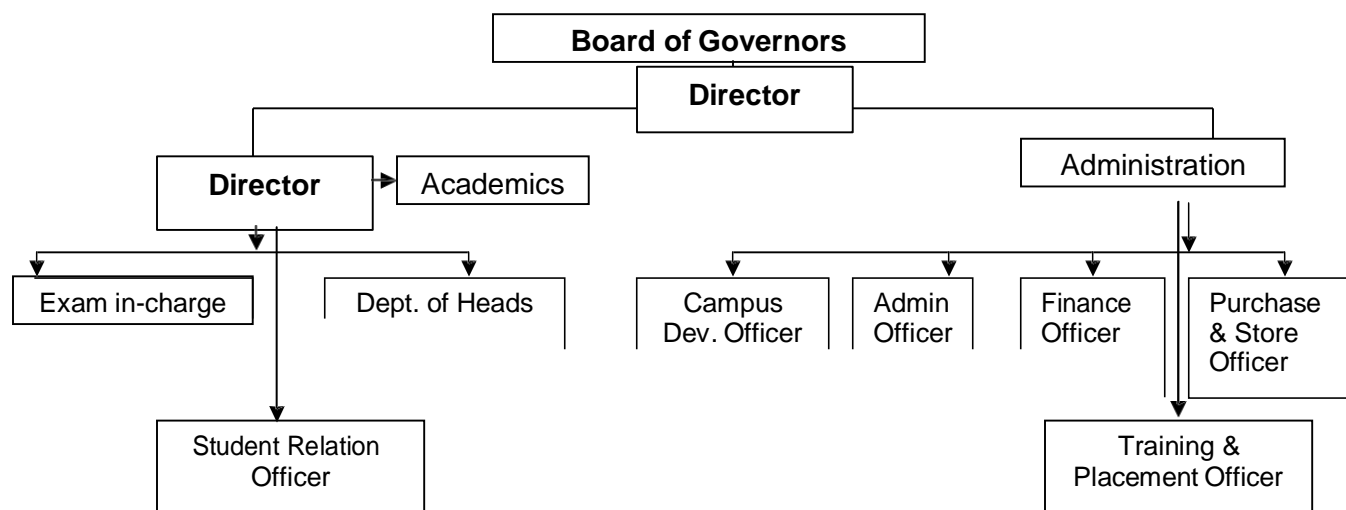 Board of Governors
Director
Director
Academics
Administration
Exam in-charge
Dept. of Heads
Campus
Dev. Officer
Admin
Officer
Finance
Officer
Purchase
& Store
Officer
Student Relation
Officer
Training &
Placement Officer